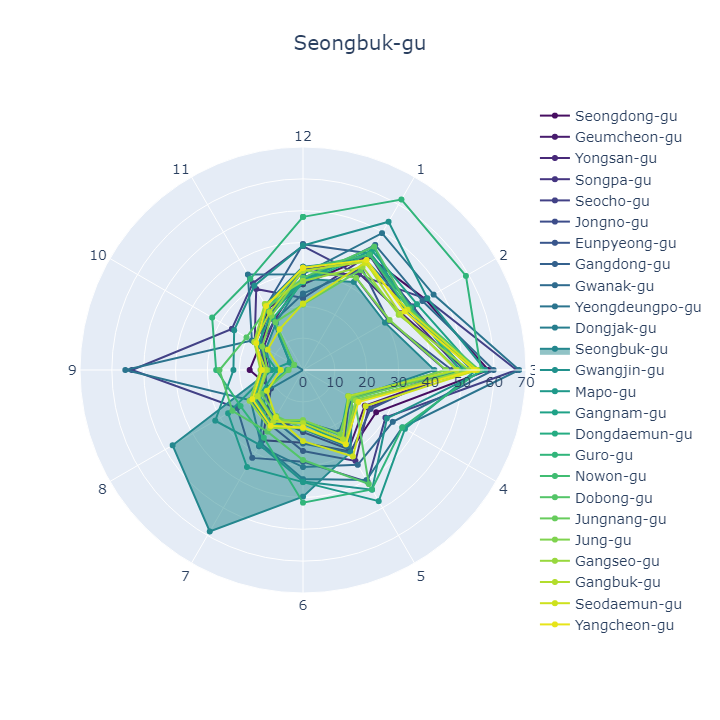 Seongbuk-gu
12
11
1
10
2
9
0
10
20
30
40
50
60
70
3
8
4
7
5
6
Seongdong-gu
Geumcheon-gu
Yongsan-gu
Songpa-gu
Seocho-gu
Jongno-gu
Eunpyeong-gu
Gangdong-gu
Gwanak-gu
Yeongdeungpo-gu
Dongjak-gu
Seongbuk-gu
Gwangjin-gu
Mapo-gu
Gangnam-gu
Dongdaemun-gu
Guro-gu
Nowon-gu
Dobong-gu
Jungnang-gu
Jung-gu
Gangseo-gu
Gangbuk-gu
Seodaemun-gu
Yangcheon-gu